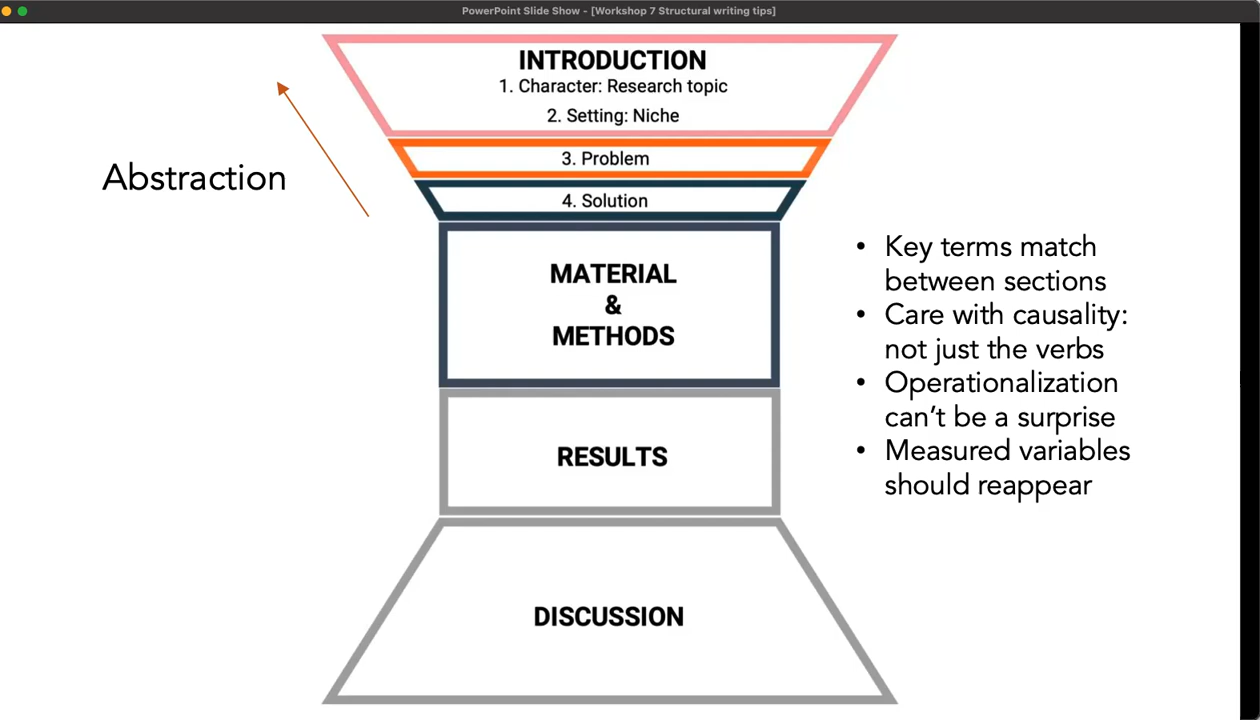 PowerPoint Slide Show - [Workshop 7 Structural writing tips]
INTRODUCTION
1. Character: Research topic
2. Setting: Niche
3. Problem
4. Solution
Abstraction
MATERIAL
&
METHODS
RESULTS
DISCUSSION
• Key terms match
between sections
• Care with causality:
not just the verbs
• Operationalization
can't be a surprise
• Measured variables
should reappear